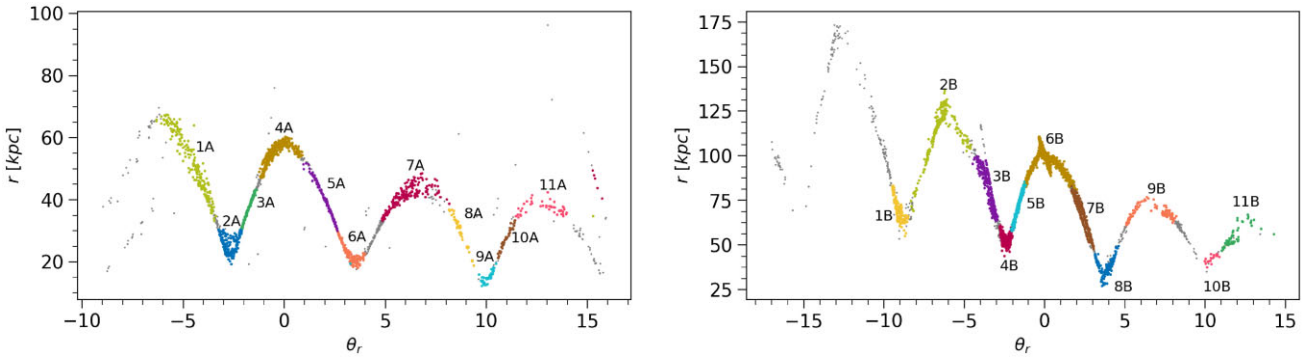 100
80
60
40
20
r [kpc]
−10 −5 0 5 10 15
θr
1A
2A
3A
4A
5A
6A
7A
8A
9A
10A
11A
175
150
125
100
75
50
25
r [kpc]
−15 −10 −5 0 5 10 15
θr
1B
2B
3B
4B
5B
6B
7B
8B
9B
10B
11B